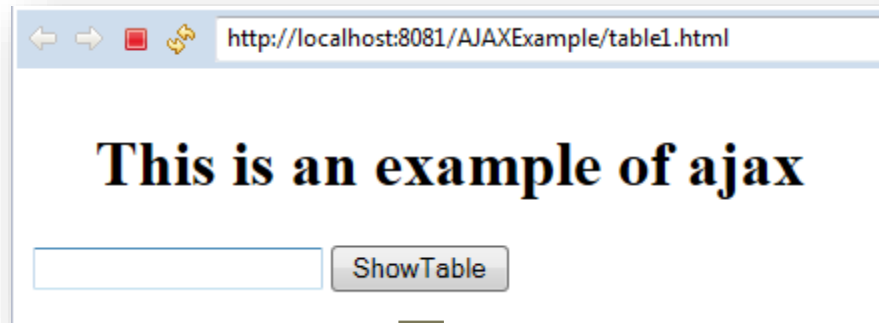 http://localhost:8081/AJAXExample/table1.html
This is an example of ajax
ShowTable